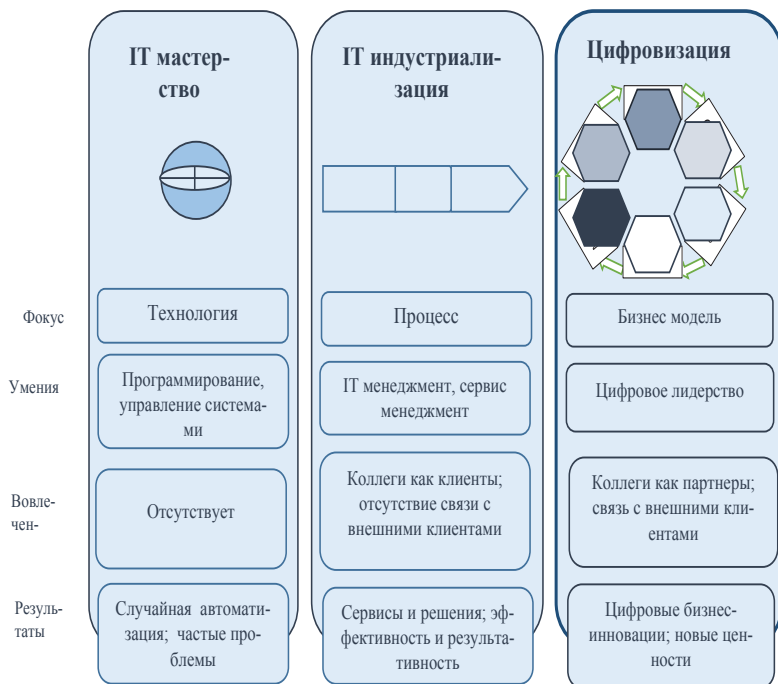 IT мастер-
ство
IT индустриали-
зация
Цифровизация
Фокус
Технология
Процесс
Бизнес модель
Умения
Программирование,
управление система-
ми
IT менеджмент, сервис
менеджмент
Цифровое лидерство
Вовле-
чен-
Отсутствует
Коллеги как клиенты;
отсутствие связи с
внешними клиентами
Коллеги как партнеры;
связь с внешними кли-
ентами
Резуль-
таты
Случайная автомати-
зация; частые про-
блемы
Сервисы и решения; эф-
фективность и результа-
тивность
Цифровые бизнес-
инновации; новые цен-
ности